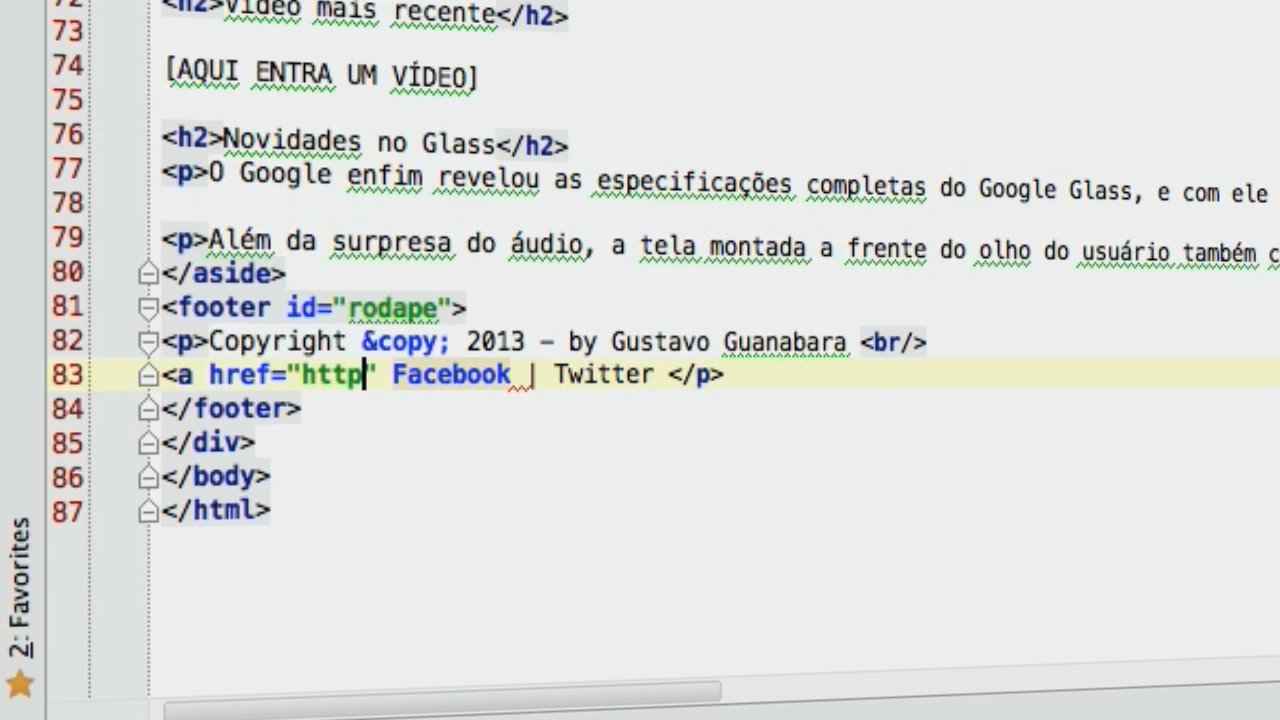 72 <h2>Vídeo mais recente</h2>
73
74 [AQUI ENTRA UM VÍDEO]
75
76 <h2>Novidades no Glass</h2>
77 <p>O Google enfim revelou as especificações completas do Google Glass, e com ele
78
79 <p>Além da surpresa do áudio, a tela montada a frente do olho do usuário também c
80 </aside>
81 <footer id="rodape">
82 <p>Copyright &copy; 2013 – by Gustavo Guanabara <br/>
83 <a href="http" Facebook | Twitter </p>
84 </footer>
85 </div>
86 </body>
87 </html>
2: Favorites